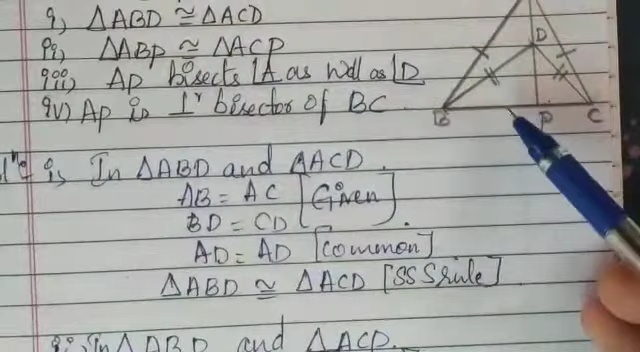 i, ΔABD ≅ ΔACD
ii, ΔABP ≅ ΔACP
iii, AP bisects ∠A as well as ∠D
iv) AP is ⊥r bisector of BC.
D
B P C
i, In ΔABD and ΔACD.
AB = AC [Given]
BD = CD
AD = AD [Common]
ΔABD ≅ ΔACD [SSS rule]
ii, In Δ ABP and ΔACP.